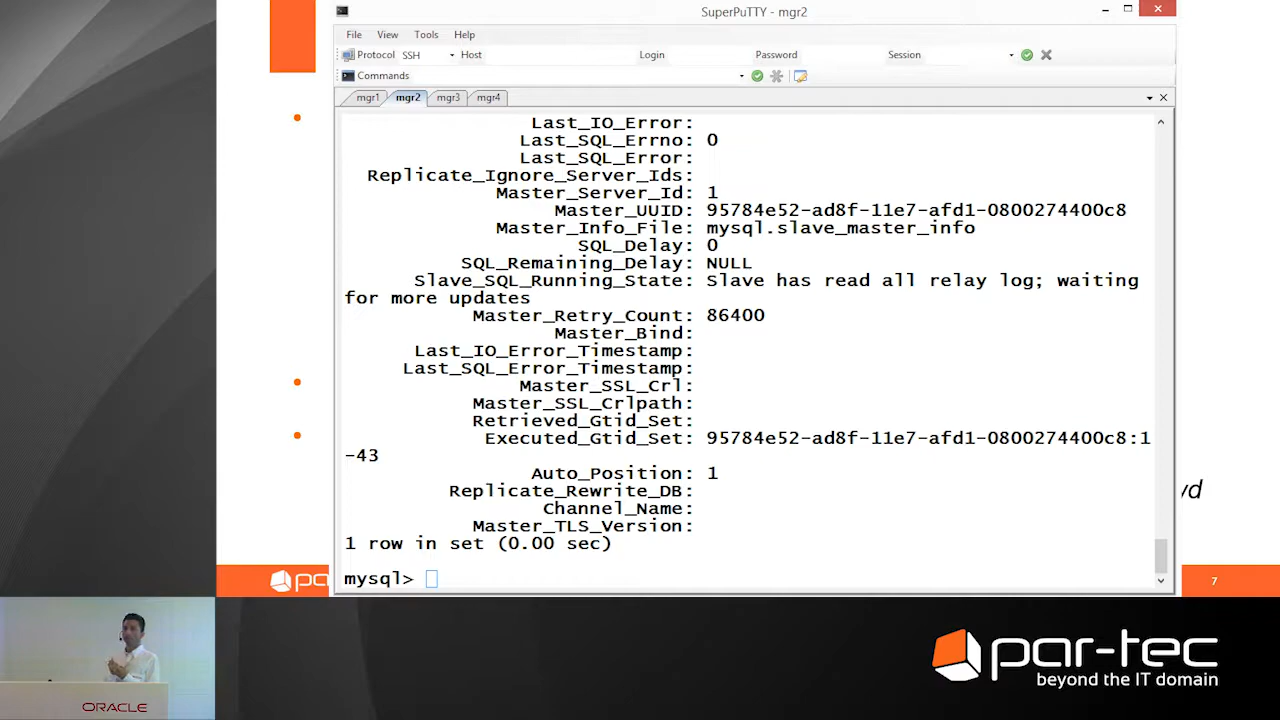 SuperPuTTY - mgr2
File View Tools Help
Protocol SSH Host Login Password Session
Commands
mgr1 mgr2 mgr3 mgr4
Last_IO_Error:
Last_SQL_Errno: 0
Last_SQL_Error:
Replicate_Ignore_Server_Ids:
Master_Server_Id: 1
Master_UUID: 95784e52-ad8f-11e7-afd1-0800274400c8
Master_Info_File: mysql.slave_master_info
SQL_Delay: 0
SQL_Remaining_Delay: NULL
Slave_SQL_Running_State: Slave has read all relay log; waiting
for more updates
Master_Retry_Count: 86400
Master_Bind:
Last_IO_Error_Timestamp:
Last_SQL_Error_Timestamp:
Master_SSL_Crl:
Master_SSL_Crlpath:
Retrieved_Gtid_Set:
Executed_Gtid_Set: 95784e52-ad8f-11e7-afd1-0800274400c8:1
-43
Auto_Position: 1
Replicate_Rewrite_DB:
Channel_Name:
Master_TLS_Version:
1 row in set (0.00 sec)
mysql>
7
par-tec
beyond the IT domain
ORACLE